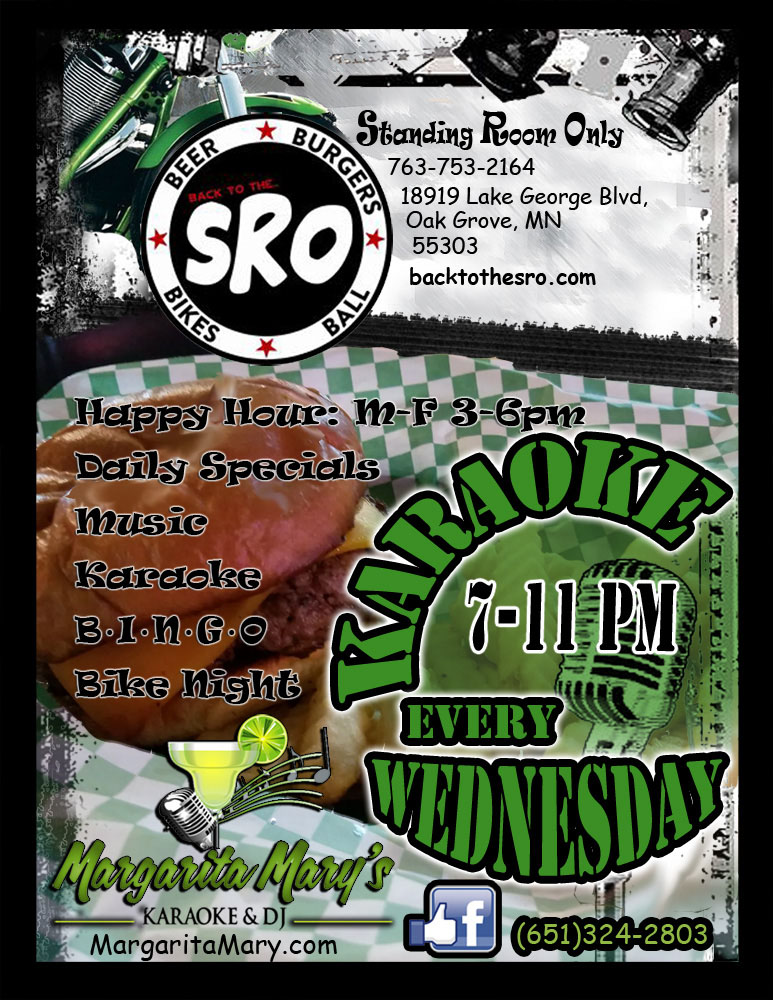 Standing Room Only
763-753-2164
18919 Lake George Blvd,
Oak Grove, MN
55303
backtothesro.com
BEER BURGERS
BACK TO THE..
SRO
BIKES BALL
Happy Hour: M-F 3-6pm
Daily Specials
Music
Karaoke
B·I·N·G·O
Bike Night
KARAOKE
7-11 PM
EVERY
WEDNESDAY
Margarita Mary's
KARAOKE & DJ
MargaritaMary.com
f
(651)324-2803